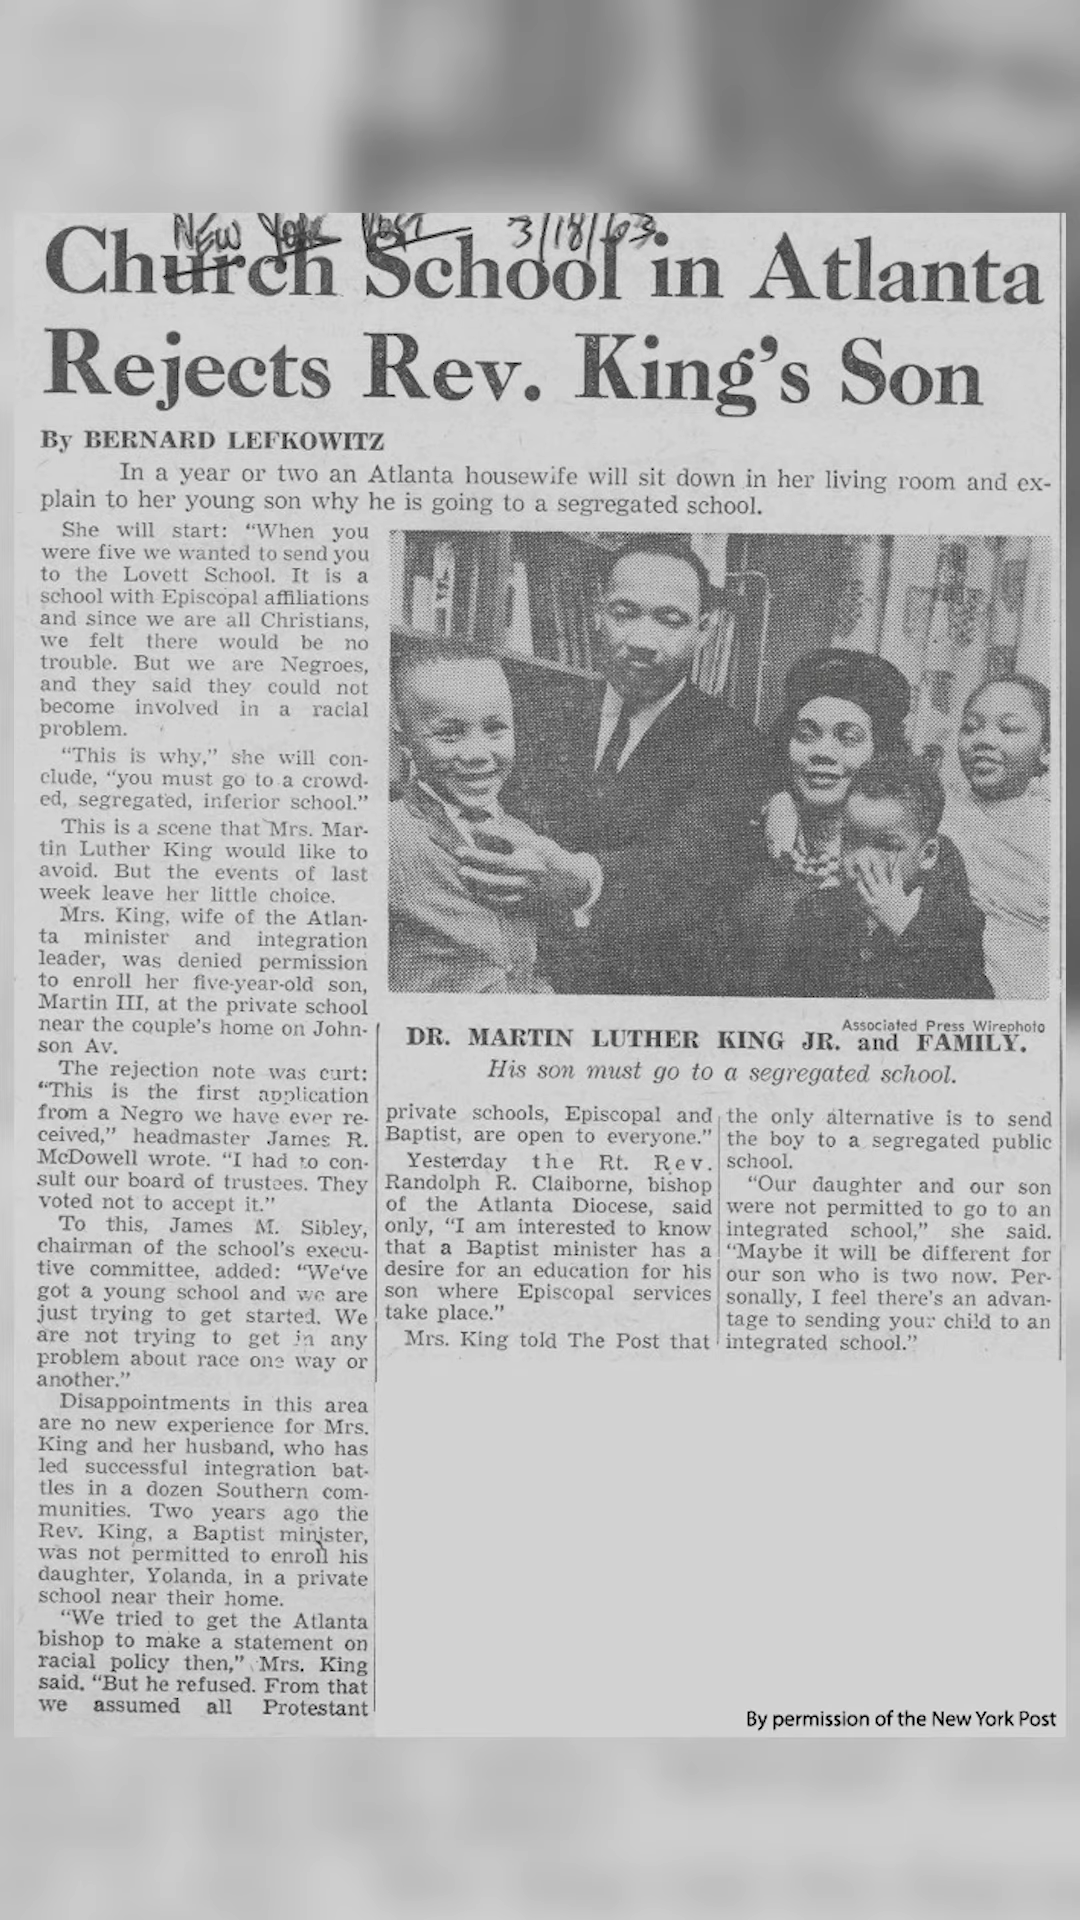 New York Post 3/18/63
Church School in Atlanta
Rejects Rev. King's Son
By BERNARD LEFKOWITZ
In a year or two an Atlanta housewife will sit down in her living room and ex-
plain to her young son why he is going to a segregated school.
She will start: "When you
were five we wanted to send you
to the Lovett School. It is a
school with Episcopal affiliations
and since we are all Christians,
we felt there would be no
trouble. But we are Negroes,
and they said they could not
become involved in a racial
problem.
"This is why," she will con-
clude, "you must go to a crowd-
ed, segregated, inferior school."
This is a scene that Mrs. Mar-
tin Luther King would like to
avoid. But the events of last
week leave her little choice.
Mrs. King, wife of the Atlan-
ta minister and integration
leader, was denied permission
to enroll her five-year-old son,
Martin III, at the private school
near the couple's home on John-
son Av.
The rejection note was curt:
"This is the first application
from a Negro we have ever re-
ceived," headmaster James R.
McDowell wrote. "I had to con-
sult our board of trustees. They
voted not to accept it."
To this, James M. Sibley,
chairman of the school's execu-
tive committee, added: "We've
got a young school and we are
just trying to get started. We
are not trying to get in any
problem about race one way or
another."
Disappointments in this area
are no new experience for Mrs.
King and her husband, who has
led successful integration bat-
tles in a dozen Southern com-
munities. Two years ago the
Rev. King, a Baptist minister,
was not permitted to enroll his
daughter, Yolanda, in a private
school near their home.
"We tried to get the Atlanta
bishop to make a statement on
racial policy then," Mrs. King
said. "But he refused. From that
we assumed all Protestant
Associated Press Wirephoto
DR. MARTIN LUTHER KING JR. and FAMILY.
His son must go to a segregated school.
private schools, Episcopal and
Baptist, are open to everyone."
Yesterday the Rt. Rev.
Randolph R. Claiborne, bishop
of the Atlanta Diocese, said
only, "I am interested to know
that a Baptist minister has a
desire for an education for his
son where Episcopal services
take place."
Mrs. King told The Post that
the only alternative is to send
the boy to a segregated public
school.
"Our daughter and our son
were not permitted to go to an
integrated school," she said.
"Maybe it will be different for
our son who is two now. Per-
sonally, I feel there's an advan-
tage to sending your child to an
integrated school."
By permission of the New York Post